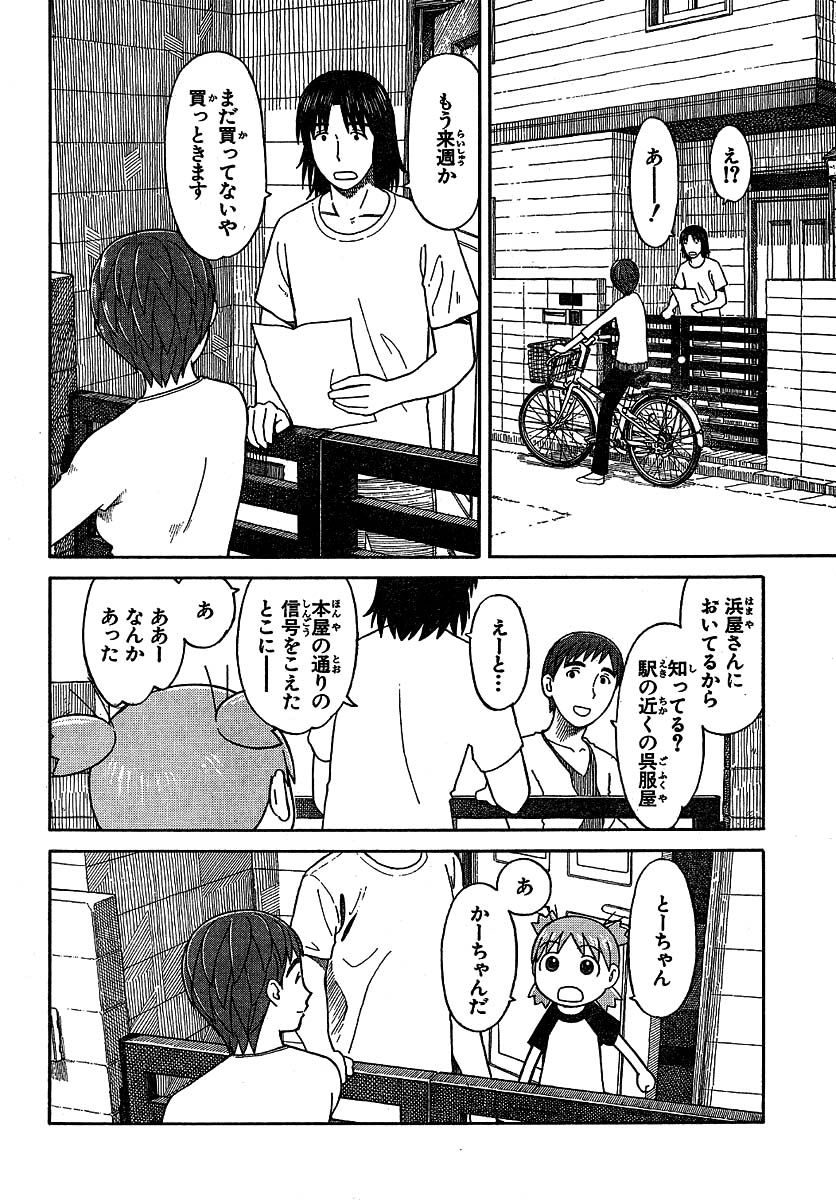 え!?
あーー!
もう来週か
まだ買ってないや
買っときます
浜屋さんに
おいてるから
知ってる?
駅の近くの呉服屋
えーと…
本屋の通りの
信号をこえた
とこに──
あ
ああー
なんか
あった
とーちゃん
あ
かーちゃんだ